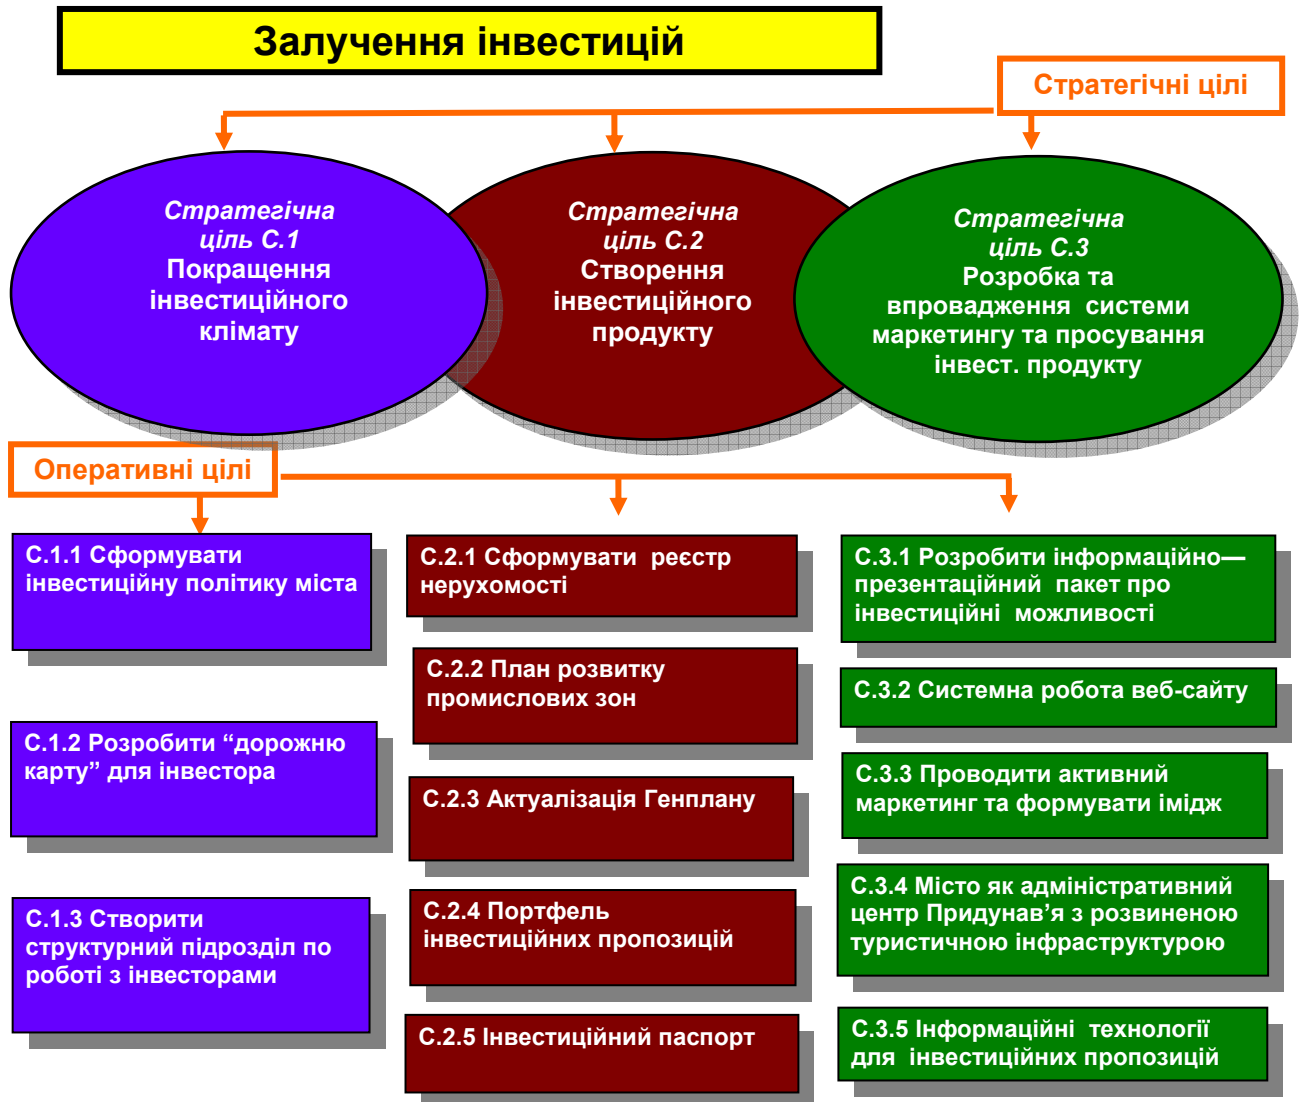 Залучення інвестицій
Стратегічні цілі
Стратегічна
ціль С.1
Покращення
інвестиційного
клімату
Стратегічна
ціль С.2
Створення
інвестиційного
продукту
Стратегічна
ціль С.3
Розробка та
впровадження системи
маркетингу та просування
інвест. продукту
Оперативні цілі
С.1.1 Сформувати
інвестиційну політику міста
С.1.2 Розробити “дорожню
карту” для інвестора
С.1.3 Створити
структурний підрозділ по
роботі з інвесторами
С.2.1 Сформувати реєстр
нерухомості
С.2.2 План розвитку
промислових зон
С.2.3 Актуалізація Генплану
С.2.4 Портфель
інвестиційних пропозицій
С.2.5 Інвестиційний паспорт
С.3.1 Розробити інформаційно—
презентаційний пакет про
інвестиційні можливості
С.3.2 Системна робота веб-сайту
С.3.3 Проводити активний
маркетинг та формувати імідж
С.3.4 Місто як адміністративний
центр Придунав’я з розвиненою
туристичною інфраструктурою
С.3.5 Інформаційні технології
для інвестиційних пропозицій